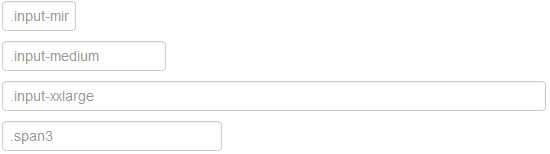 .input-mir
.input-medium
.input-xxlarge
.span3